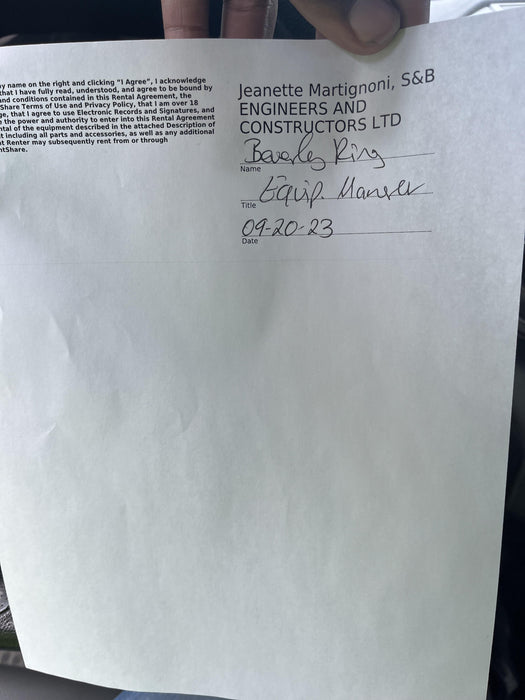 y name on the right and clicking "I Agree", I acknowledge
that I have fully read, understood, and agree to be bound by
and conditions contained in this Rental Agreement, the
Share Terms of Use and Privacy Policy, that I am over 18
ge, that I agree to use Electronic Records and Signatures, and
e the power and authority to enter into this Rental Agreement
ntal of the equipment described in the attached Description of
t including all parts and accessories, as well as any additional
t Renter may subsequently rent from or through
ntShare.
Jeanette Martignoni, S&B
ENGINEERS AND
CONSTRUCTORS LTD
Beverley Ring
Name
Equip. Manger
Title
09-20-23
Date